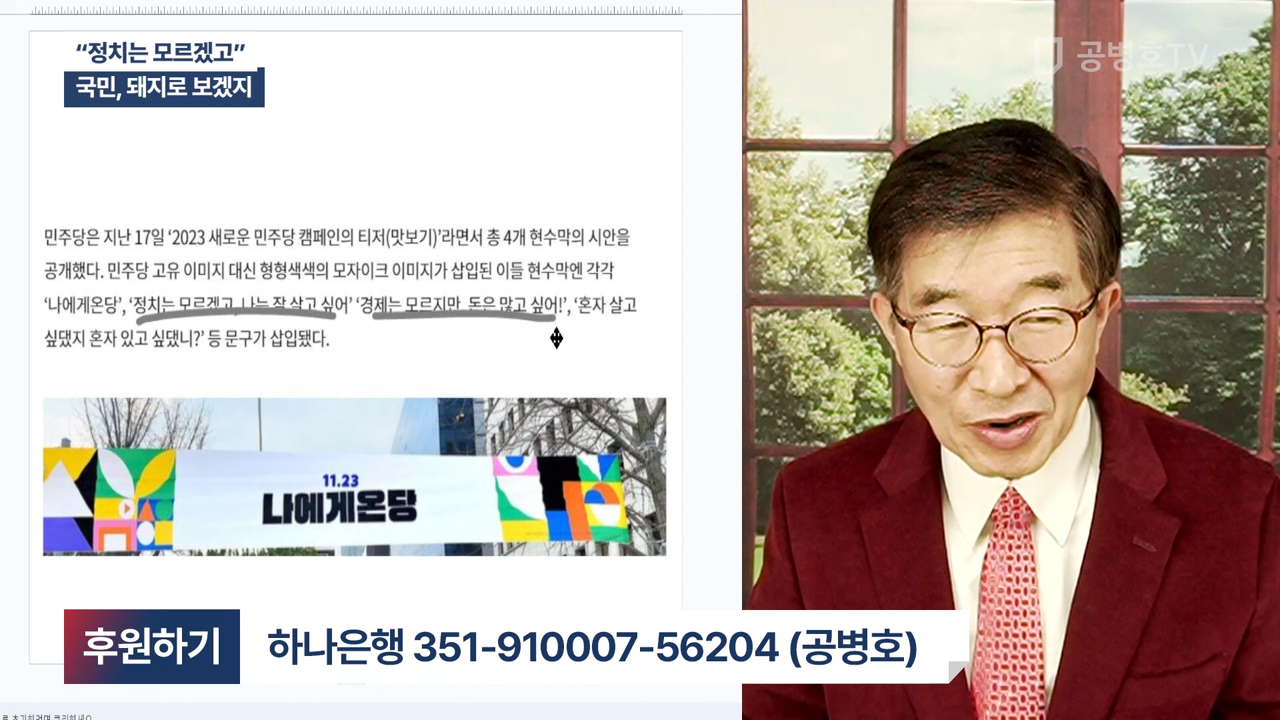 “정치는 모르겠고”
국민, 돼지로 보겠지
공병호TV
민주당은 지난 17일 ‘2023 새로운 민주당 캠페인의 티저(맛보기)’라면서 총 4개 현수막의 시안을
공개했다. 민주당 고유 이미지 대신 형형색색의 모자이크 이미지가 삽입된 이들 현수막엔 각각
‘나에게온당’, ‘정치는 모르겠고, 나는 잘 살고 싶어’ ‘경제는 모르지만, 돈은 많고 싶어!’, ‘혼자 살고
싶댔지 혼자 있고 싶댔니?’ 등 문구가 삽입됐다.
11.23
나에게온당
후원하기
하나은행 351-910007-56204 (공병호)